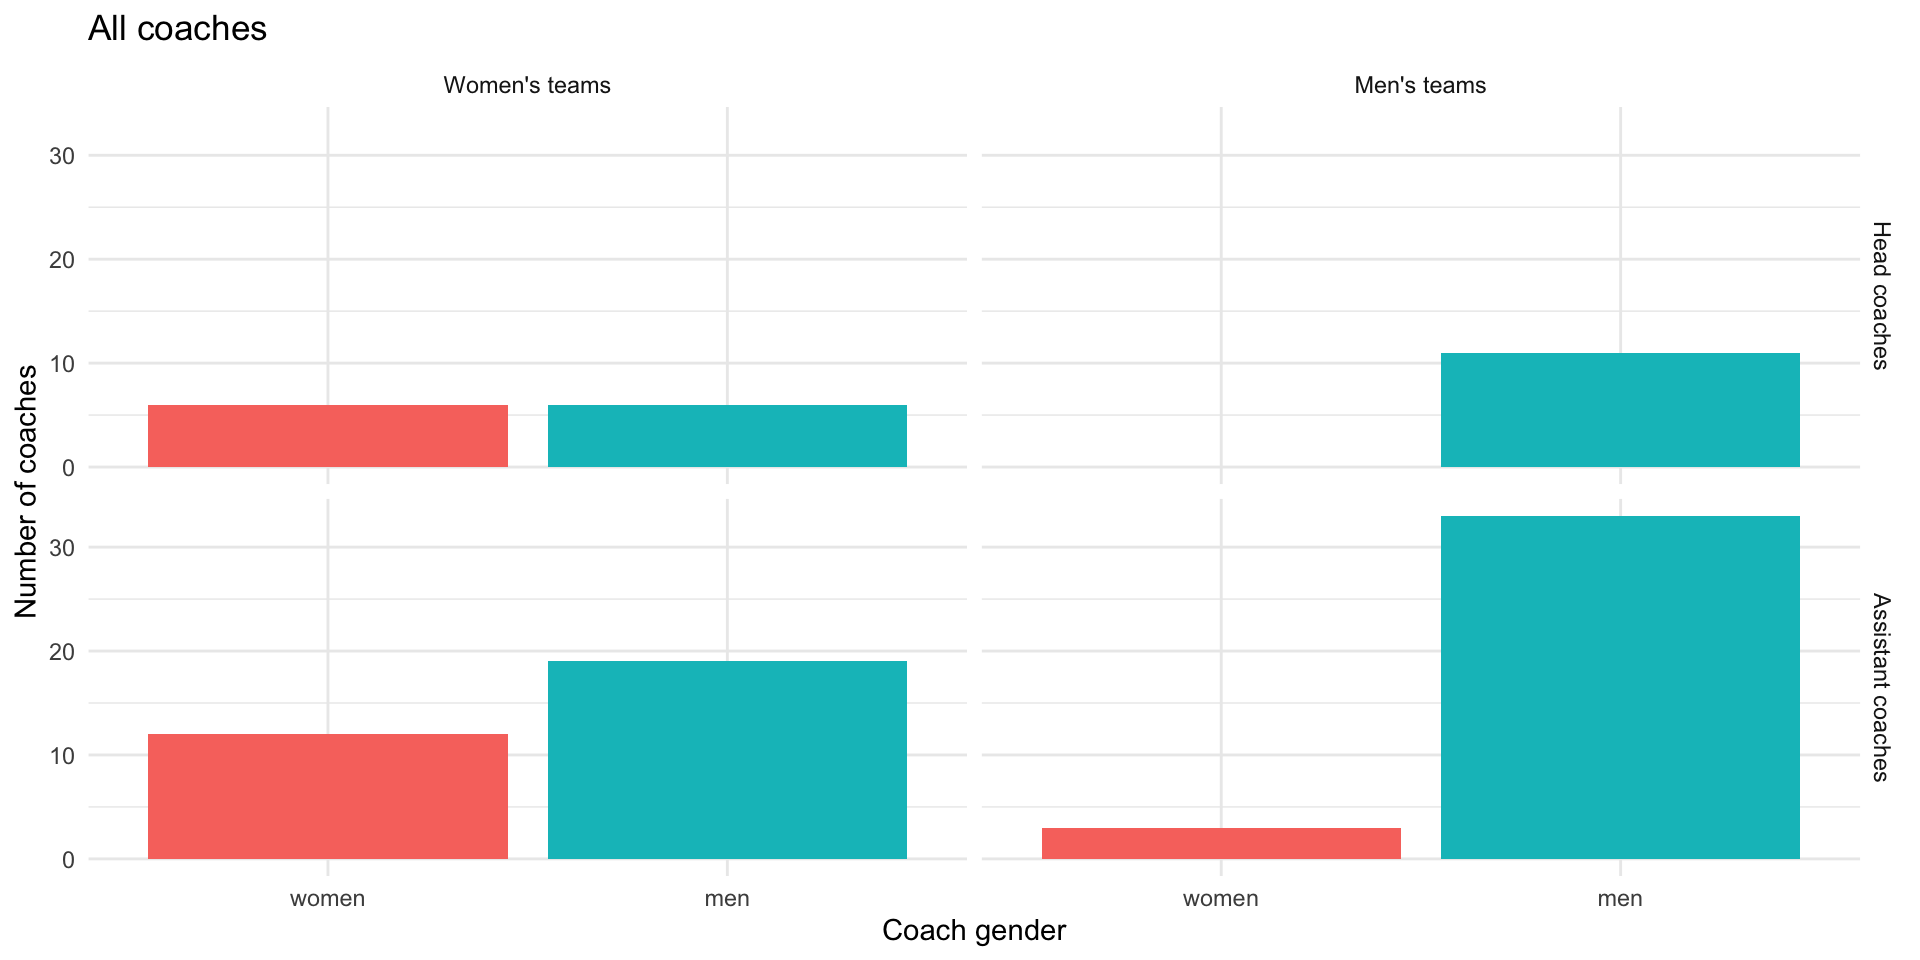 All coaches
Women's teams
Men's teams
30
20
10
0
Head coaches
30
20
10
0
Assistant coaches
Number of coaches
women
men
women
men
Coach gender